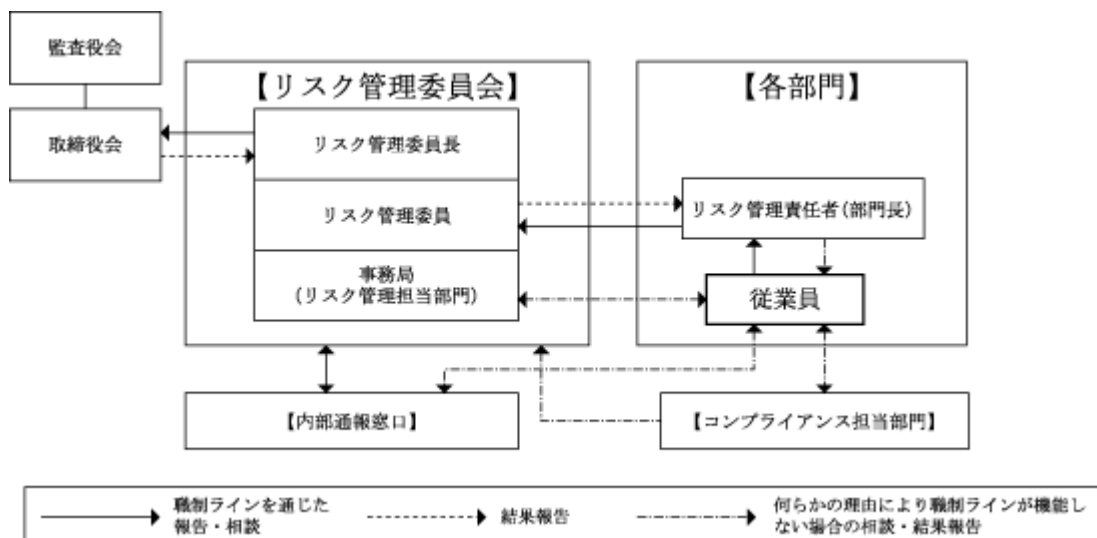 監査役会
取締役会
【リスク管理委員会】
リスク管理委員長
リスク管理委員
事務局
(リスク管理担当部門)
【各部門】
リスク管理責任者(部門長)
従業員
【内部通報窓口】
【コンプライアンス担当部門】
職制ラインを通じた
報告・相談
結果報告
何らかの理由により職制ラインが機能し
ない場合の相談・結果報告